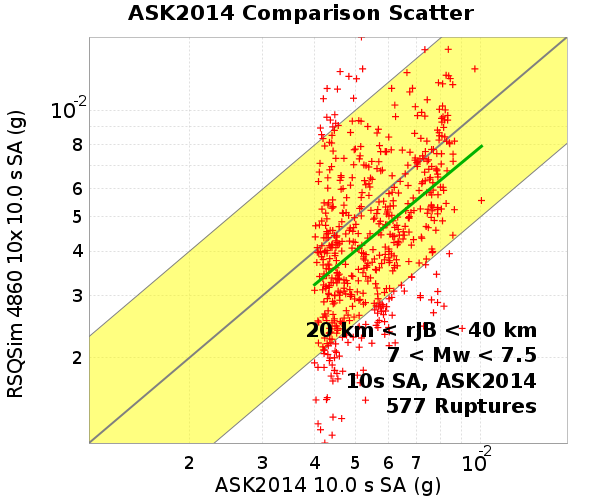 ASK2014 Comparison Scatter
RSQSim 4860 10x 10.0 s SA (g)
10-2
8
6
5
4
3
2
20 km < rJB < 40 km
7 < Mw < 7.5
10s SA, ASK2014
577 Ruptures
2 3 4 5 6 7 10-2
ASK2014 10.0 s SA (g)